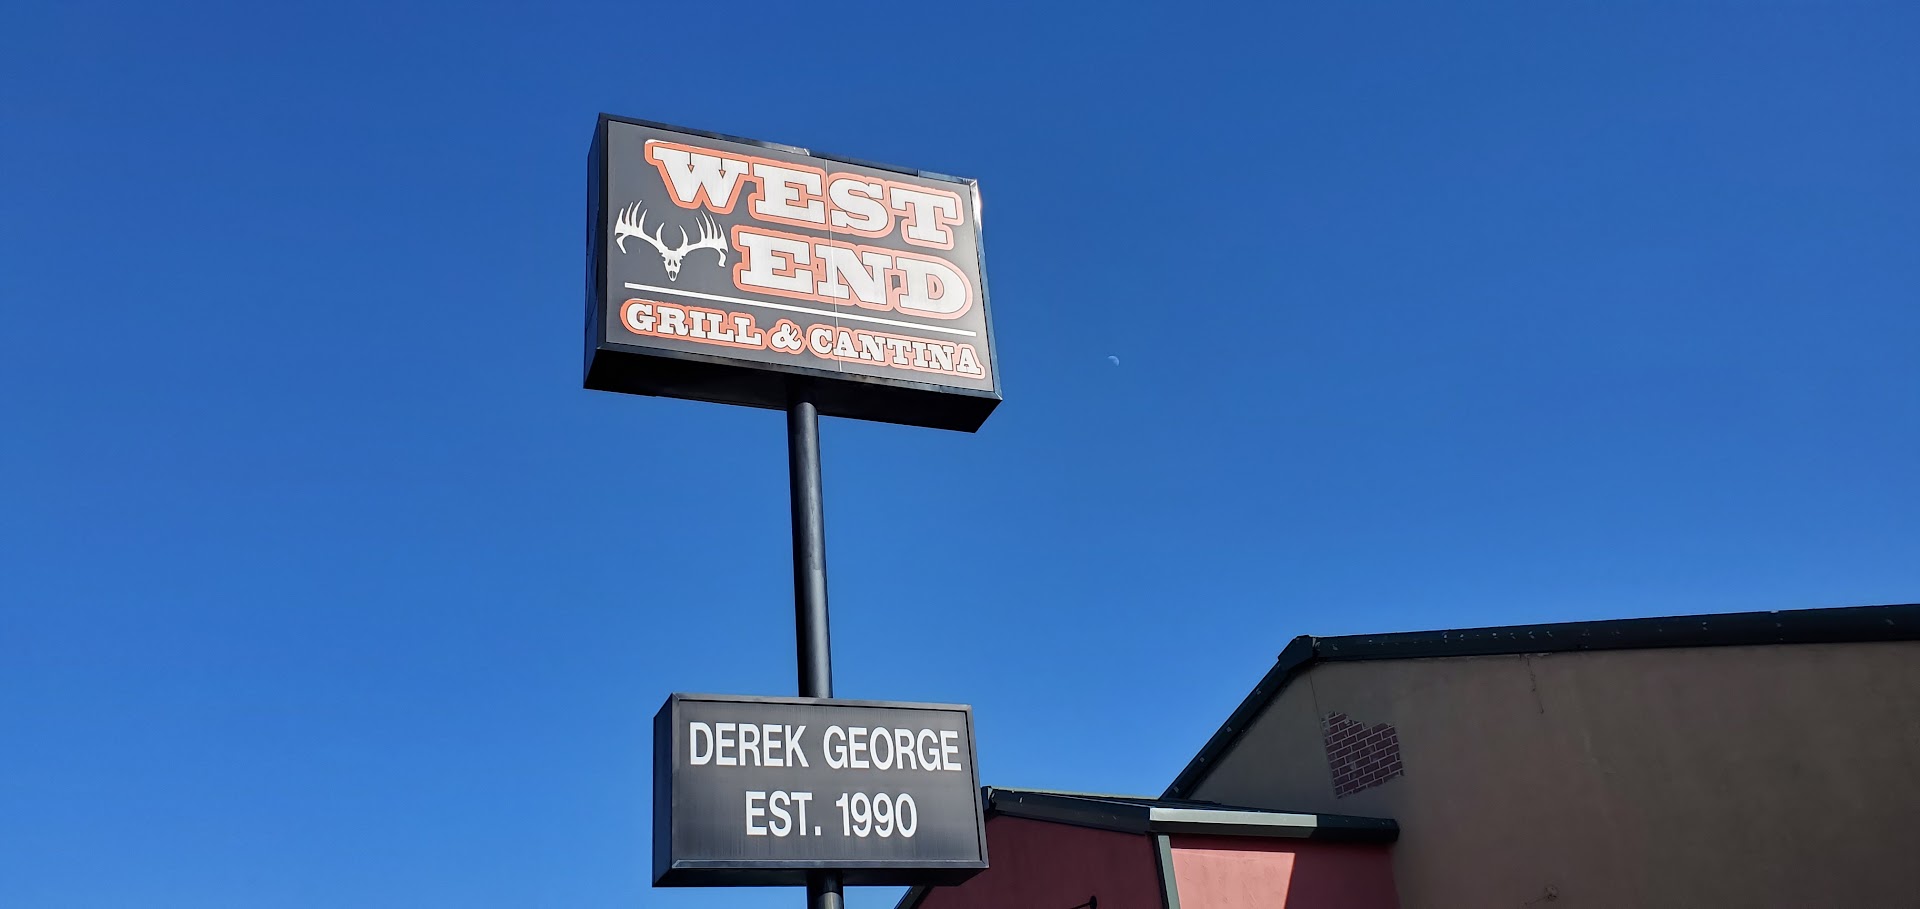 WEST
END
GRILL & CANTINA
DEREK GEORGE
EST. 1990